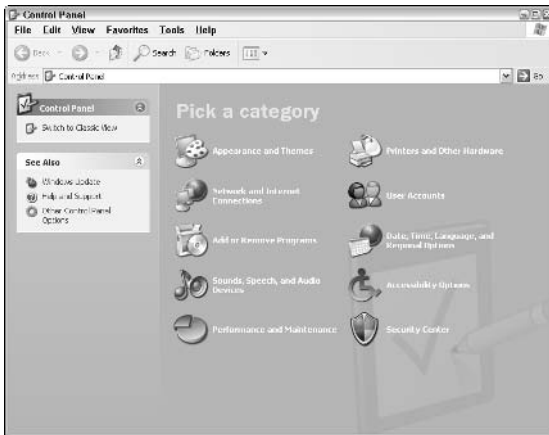 Control Panel
File Edit View Favorites Tools Help
Back Search Folders
Address Control Panel Go
Control Panel
Switch to Classic View
See Also
Windows Update
Help and Support
Other Control Panel
Options
Pick a category
Appearance and Themes
Printers and Other Hardware
Network and Internet
Connections
User Accounts
Add or Remove Programs
Date, Time, Language, and
Regional Options
Sounds, Speech, and Audio
Devices
Accessibility Options
Performance and Maintenance
Security Center